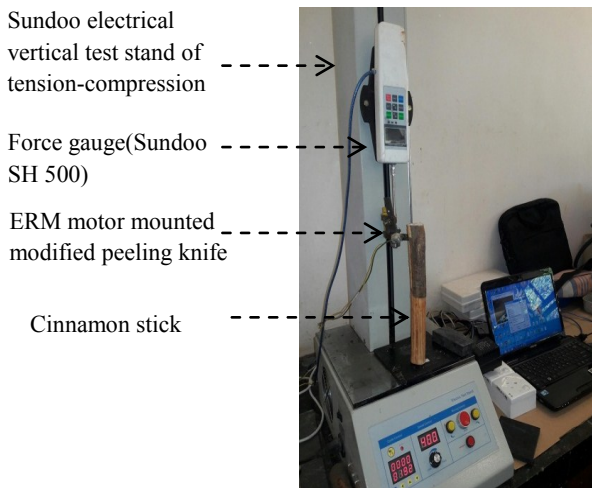 Sundoo electrical
vertical test stand of
tension-compression
Force gauge(Sundoo
SH 500)
ERM motor mounted
modified peeling knife
Cinnamon stick